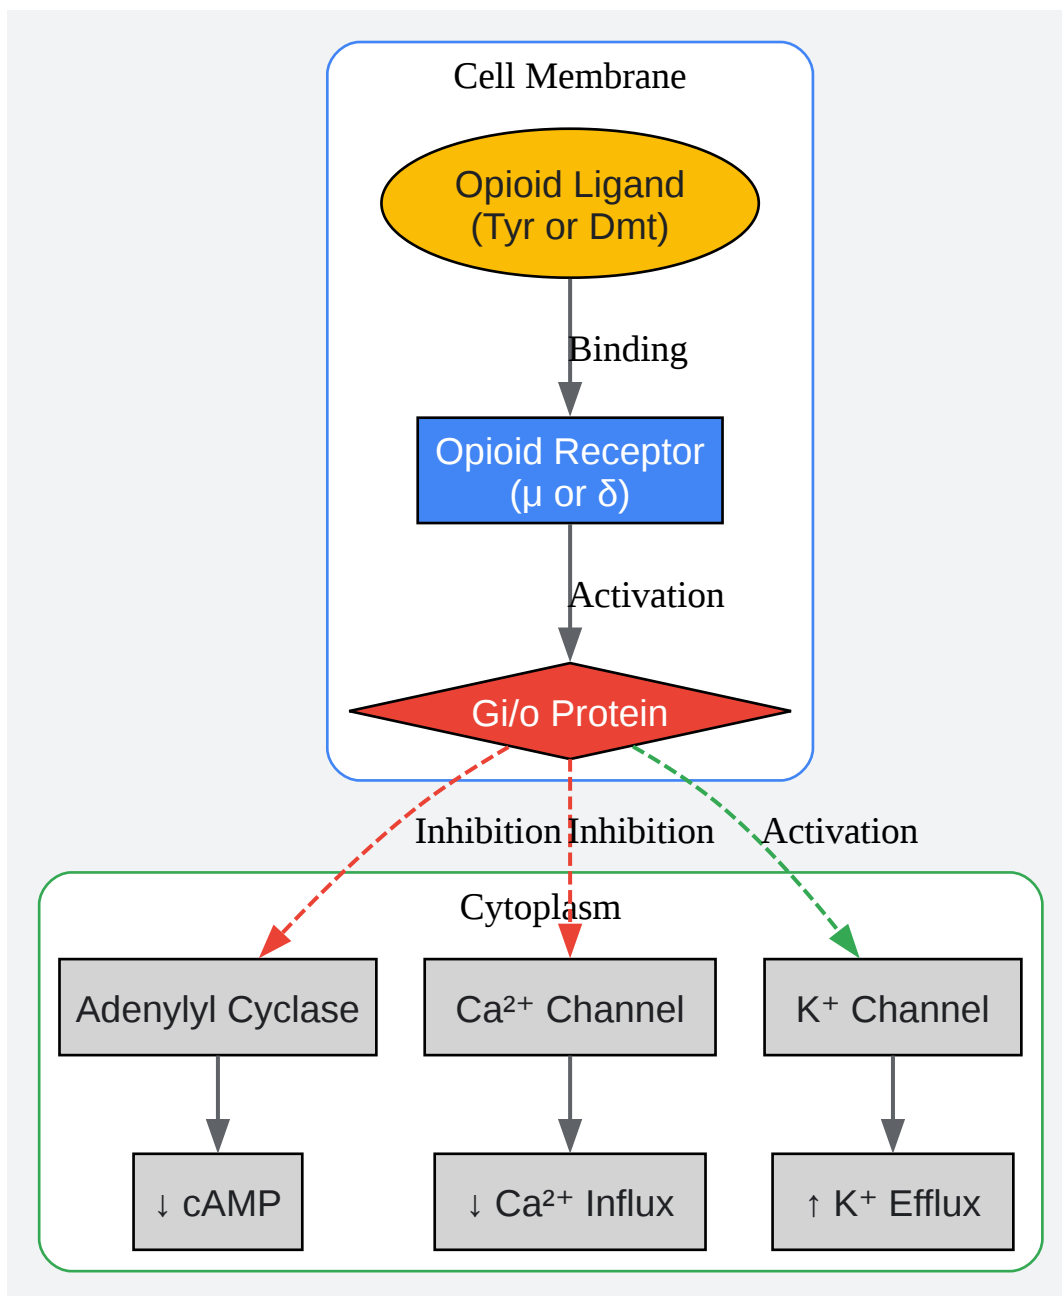 Cell Membrane
Opioid Ligand
(Tyr or Dmt)
Binding
Opioid Receptor
(μ or δ)
Activation
Gi/o Protein
Inhibition
Inhibition
Activation
Cytoplasm
Adenylyl Cyclase
Ca²⁺ Channel
K⁺ Channel
↓ cAMP
↓ Ca²⁺ Influx
↑ K⁺ Efflux